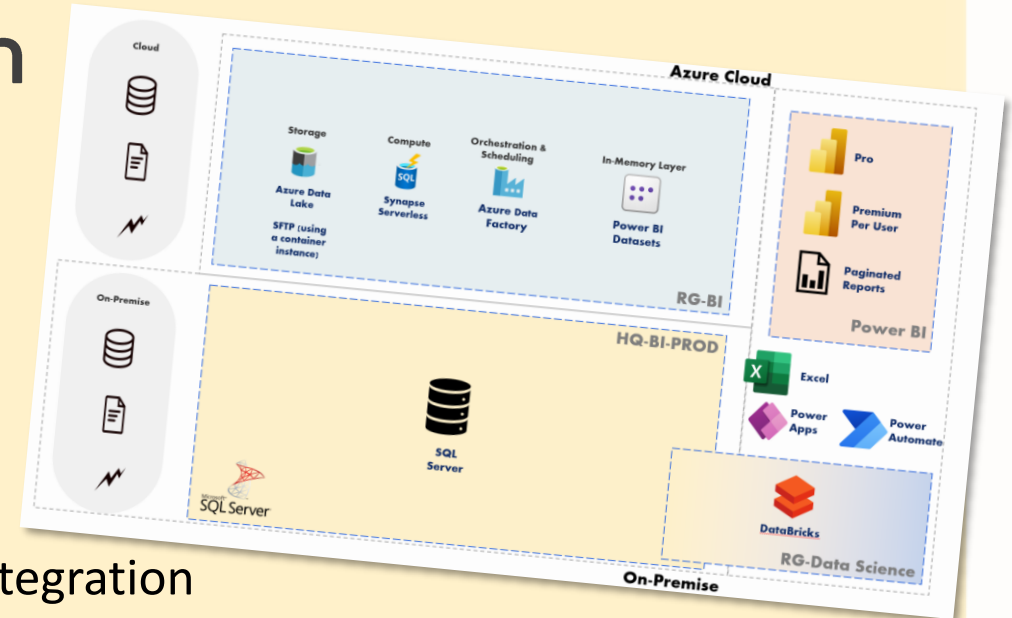 n
Azure Cloud
Cloud
Storage
Azure Data
Lake
SFTP (using
a container
instance)
Compute
SQL
Synapse
Serverless
Orchestration &
Scheduling
Azure Data
Factory
In-Memory Layer
Power BI
Datasets
RG-BI
Pro
Premium
Per User
Paginated
Reports
Power BI
On-Premise
HQ-BI-PROD
SQL
Server
Microsoft
SQL Server
X
Excel
Power
Apps
Power
Automate
DataBricks
RG-Data Science
On-Premise
tegration